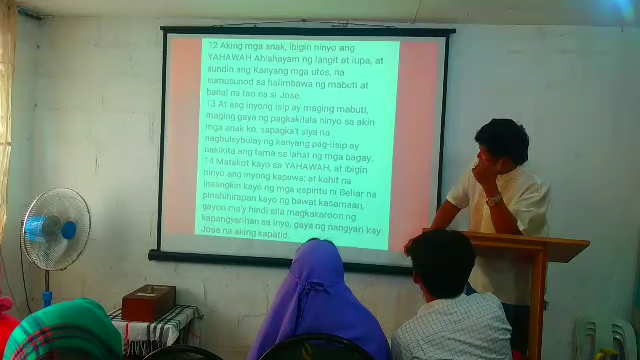 12 Aking mga anak, ibigin ninyo ang
YAHAWAH Ahlahayam ng langit at lupa, at
sundin ang Kanyang mga utos, na
sumusunod sa halimbawa ng mabuti at
banal na tao na si Jose.
13 At ang inyong isip ay maging mabuti,
maging gaya ng pagkakilala ninyo sa akin
mga anak ko, sapagka't siya na
nagbuleybulay ng kanyang pag-iisip ay
nakikita ang tama sa lahat ng mga bagay.
14 Matakot kayo sa YAHAWAH, at ibigin
ninyo ang inyong kapuwa; at kahit na
inaangkin kayo ng mga espiritu ni Beliar na
pinahihirapan kayo ng bawat kasamaan,
gayon ma'y hindi sila magkakaroon ng
kapangyarihan sa inyo, gaya ng nangyari kay
Jose na aking kapatid.